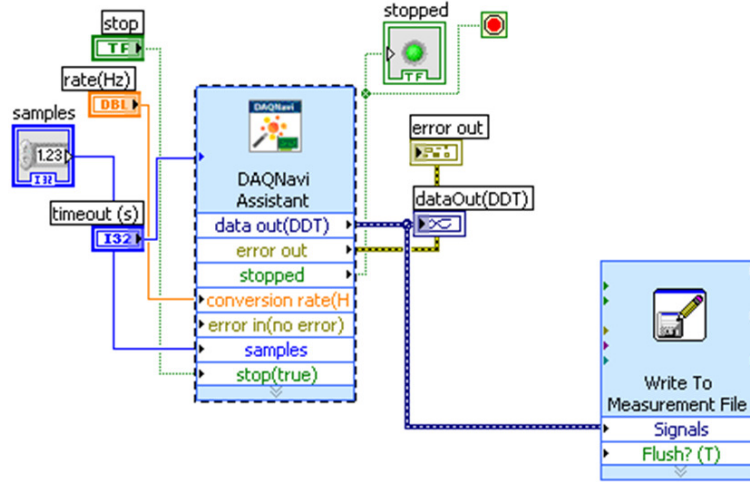 stopped
stop
TF
TF
rate(Hz)
DBL
samples
1.23
I32
DAQNavi
error out
DAQNavi
Assistant
dataOut(DDT)
timeout (s)
I32
data out(DDT)
error out
stopped
conversion rate(H
error in(no error)
samples
stop(true)
Write To
Measurement File
Signals
Flush? (T)